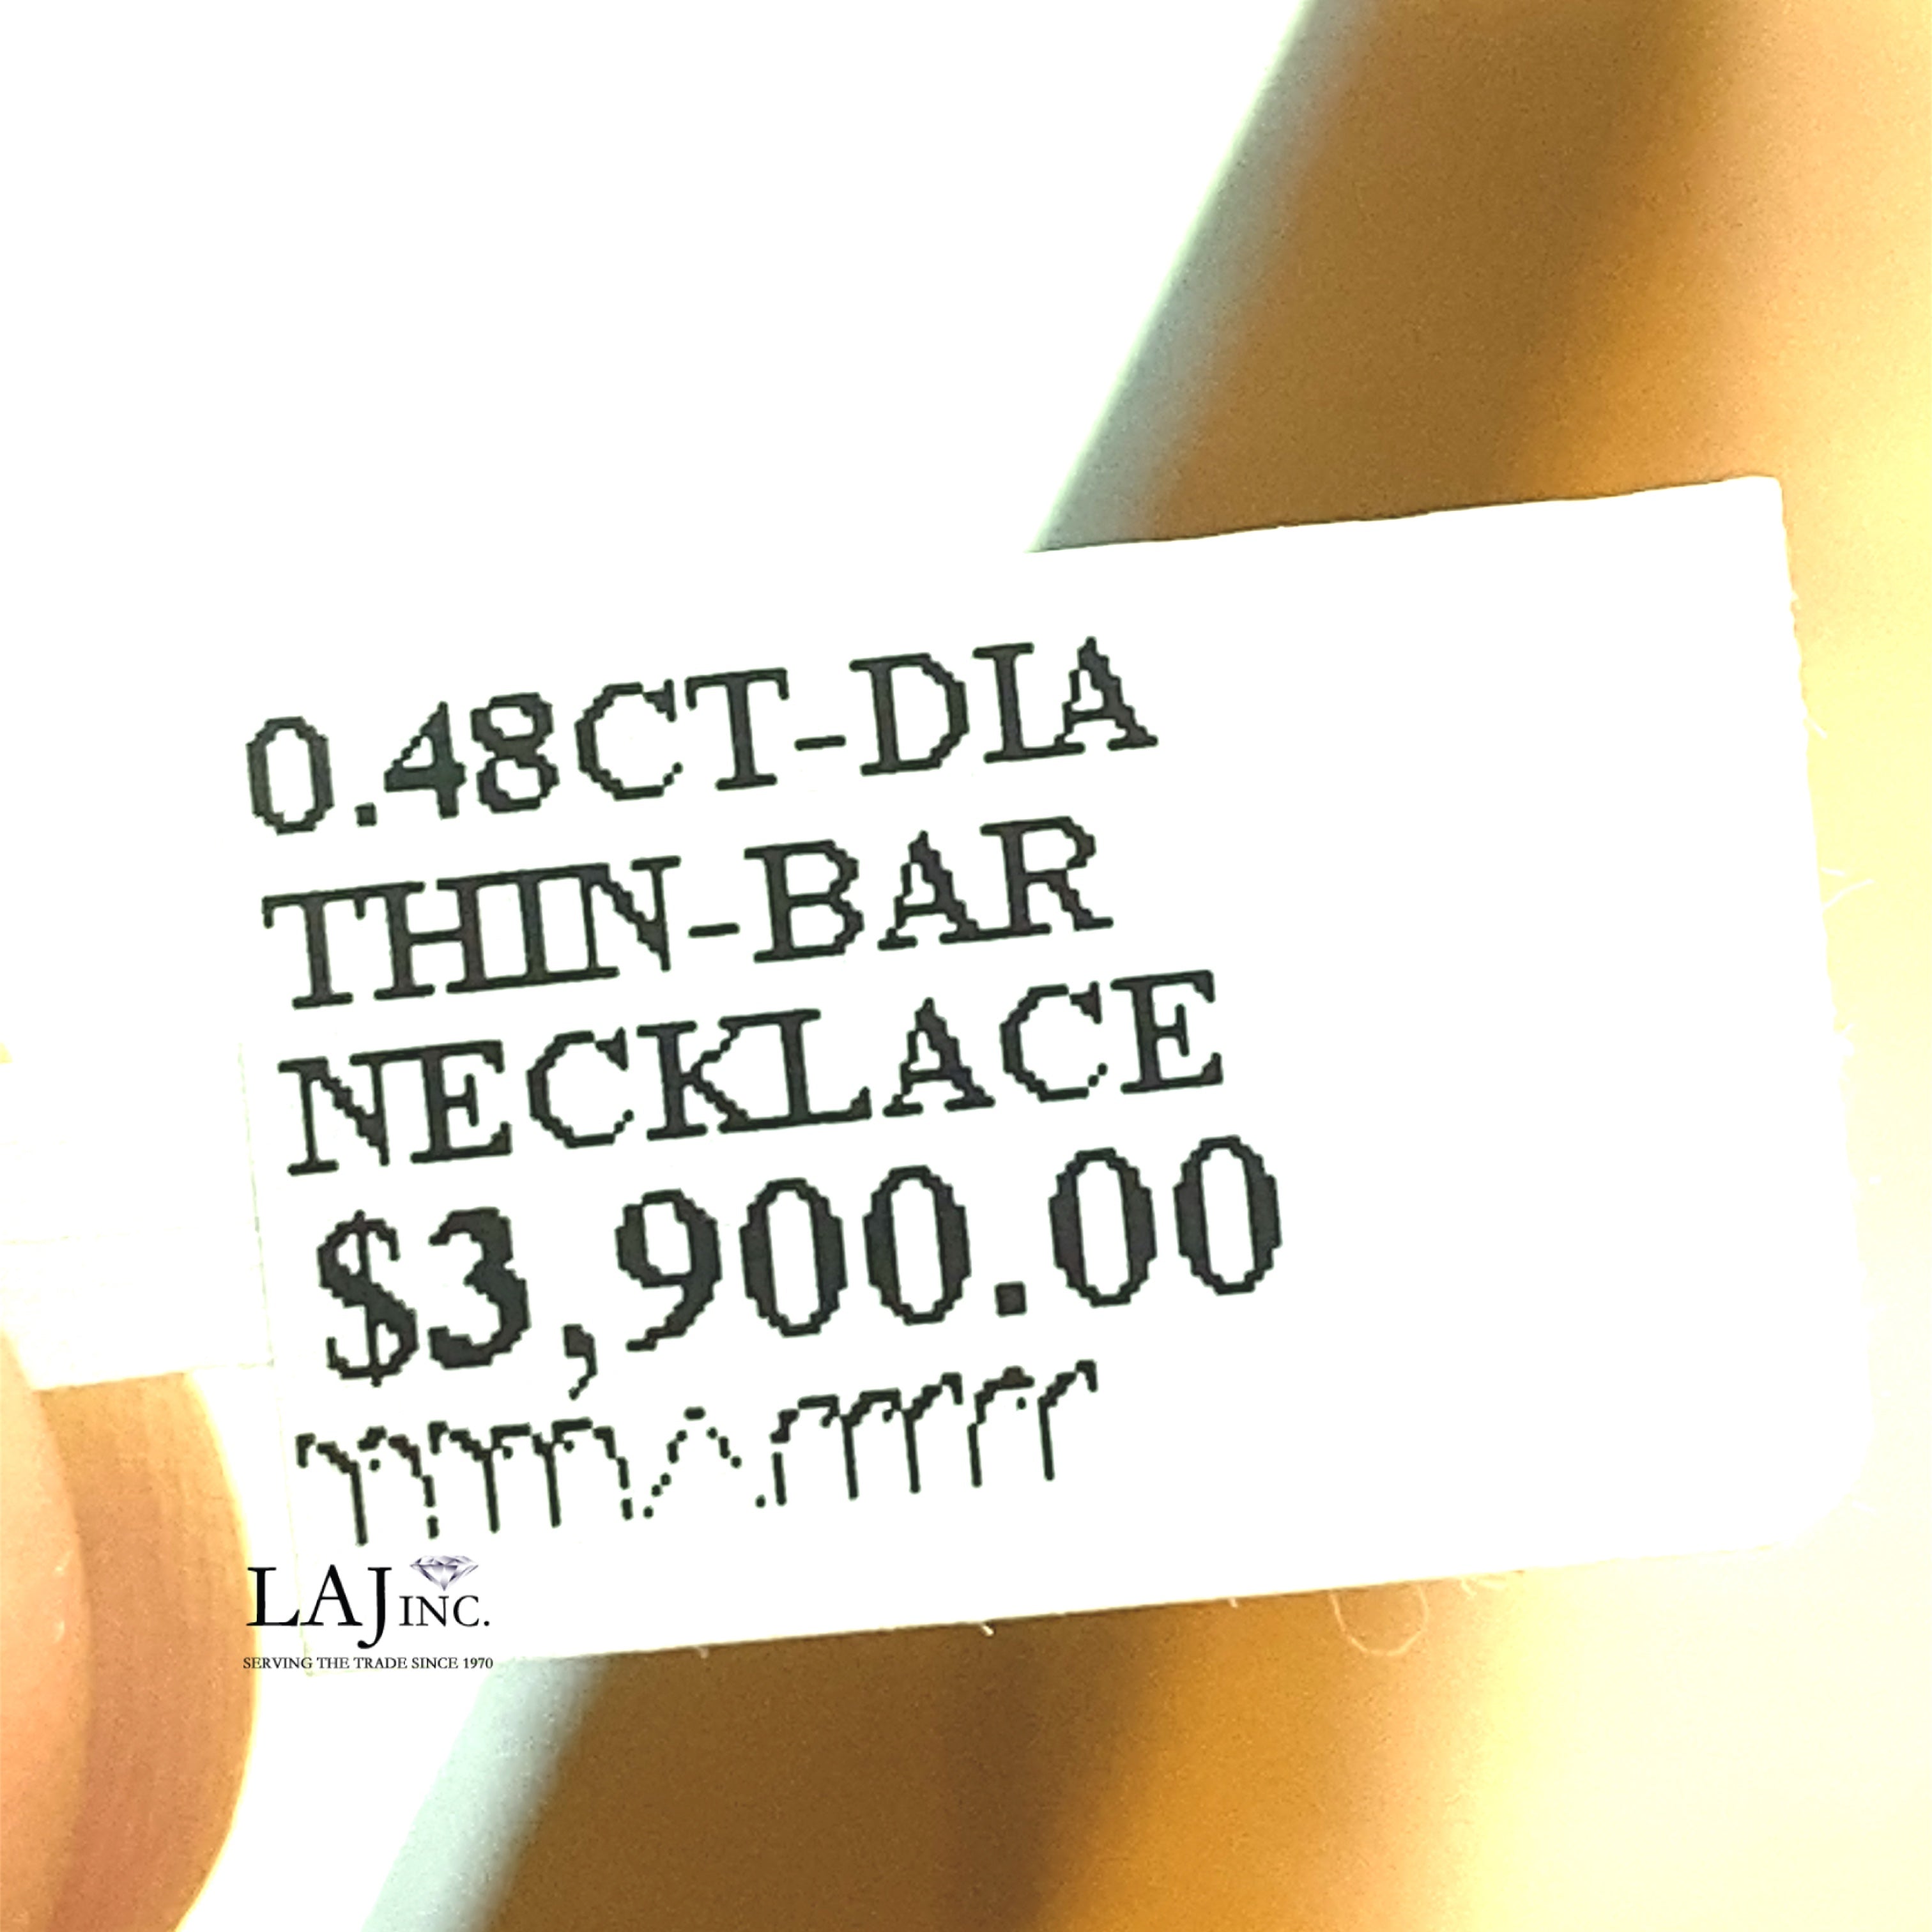 0.48CT-DIA
THIN-BAR
NECKLACE
$3,900.00
LAJ INC.
SERVING THE TRADE SINCE 1970